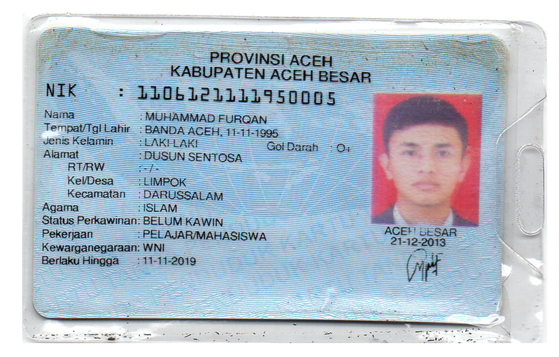 PROVINSI ACEH
KABUPATEN ACEH BESAR
NIK : 1106121111950005
Nama : MUHAMMAD FURQAN
Tempat/Tgl Lahir : BANDA ACEH, 11-11-1995
Jenis Kelamin : LAKI-LAKI Gol Darah : O+
Alamat : DUSUN SENTOSA
RT/RW : -/-
Kel/Desa : LIMPOK
Kecamatan : DARUSSALAM
Agama : ISLAM
Status Perkawinan: BELUM KAWIN
Pekerjaan : PELAJAR/MAHASISWA
Kewarganegaraan: WNI
Berlaku Hingga : 11-11-2019
ACEH BESAR
21-12-2013